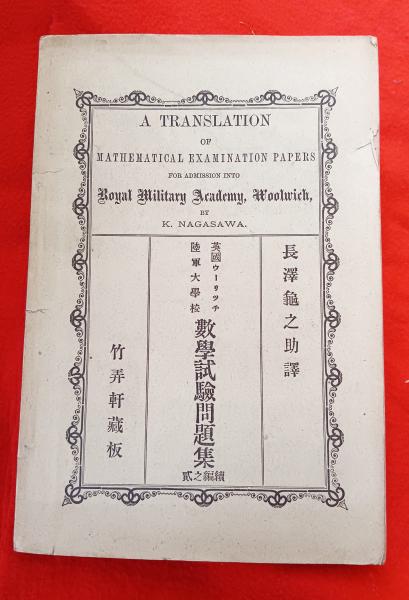 A TRANSLATION
OF
MATHEMATICAL EXAMINATION PAPERS
FOR ADMISSION INTO
Royal Military Academy, Woolwich,
BY
K. NAGASAWA.
長澤龜之助譯
英國ウーリッチ
陸軍大學校
數學試驗問題集
續編之貳
竹弄軒藏板